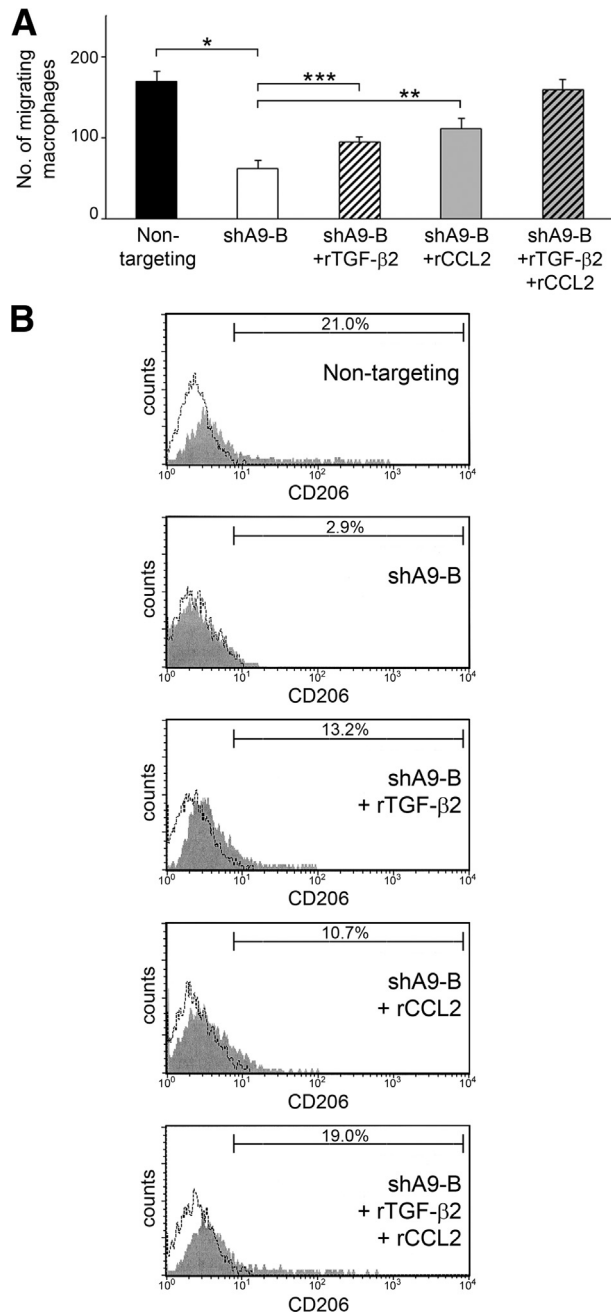 A
No. of migrating
macrophages
200
100
0
*
***
**
Non-
targeting
shA9-B
shA9-B
+rTGF-β2
shA9-B
+rCCL2
shA9-B
+rTGF-β2
+rCCL2
B
21.0%
Non-targeting
counts
10⁰ 10¹ 10² 10³ 10⁴
CD206
2.9%
shA9-B
counts
10⁰ 10¹ 10² 10³ 10⁴
CD206
13.2%
shA9-B
+ rTGF-β2
counts
10⁰ 10¹ 10² 10³ 10⁴
CD206
10.7%
shA9-B
+ rCCL2
counts
10⁰ 10¹ 10² 10³ 10⁴
CD206
19.0%
shA9-B
+ rTGF-β2
+ rCCL2
counts
10⁰ 10¹ 10² 10³ 10⁴
CD206